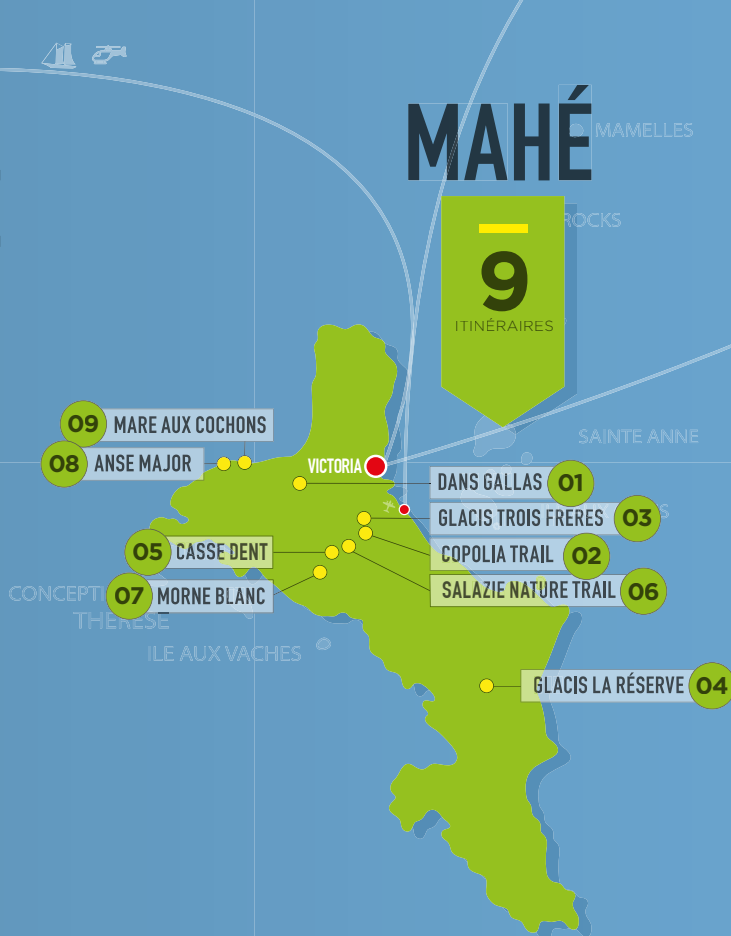 MAHÉ
MAMELLES
ROCKS
9
ITINÉRAIRES
SAINTE ANNE
09 MARE AUX COCHONS
08 ANSE MAJOR
VICTORIA
DANS GALLAS 01
GLACIS TROIS FRERES 03
05 CASSE DENT
COPOLIA TRAIL 02
07 MORNE BLANC
SALAZIE NATURE TRAIL 06
CONCEPTI
THÉRÈSE
ILE AUX VACHES
GLACIS LA RÉSERVE 04